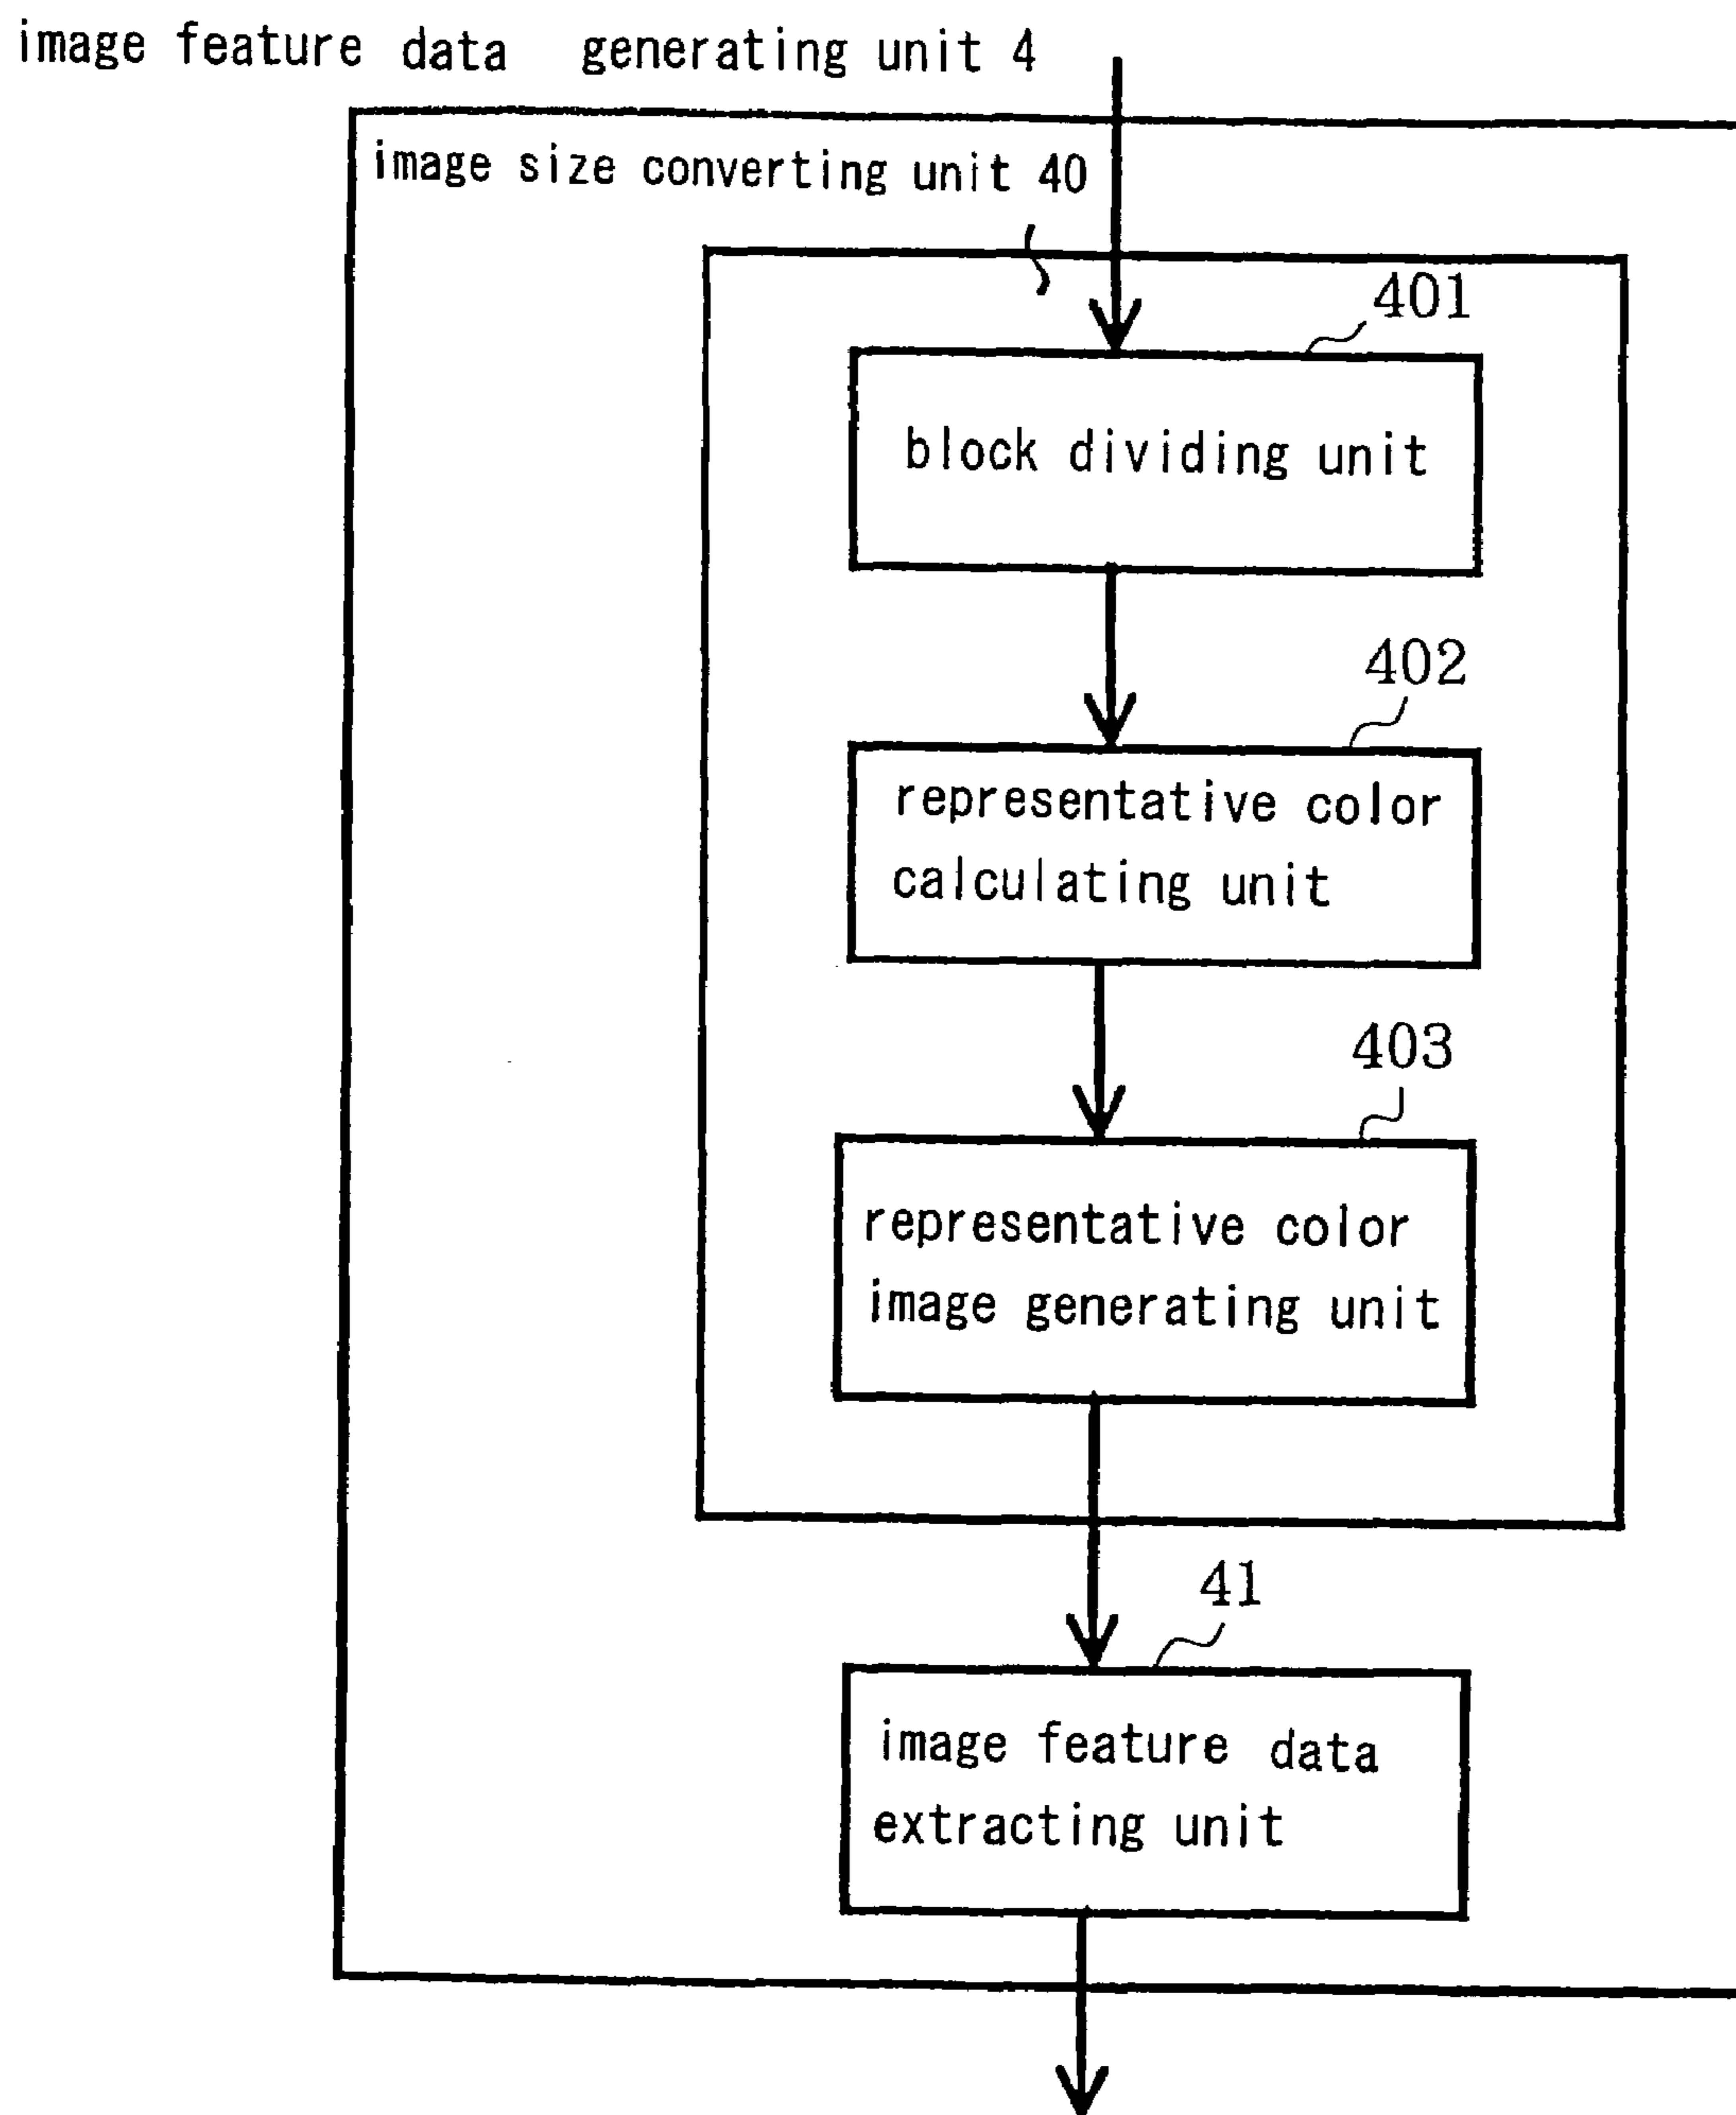 image feature data generating unit 4
image size converting unit 40
401
block dividing unit
402
representative color
calculating unit
403
representative color
image generating unit
41
image feature data
extracting unit